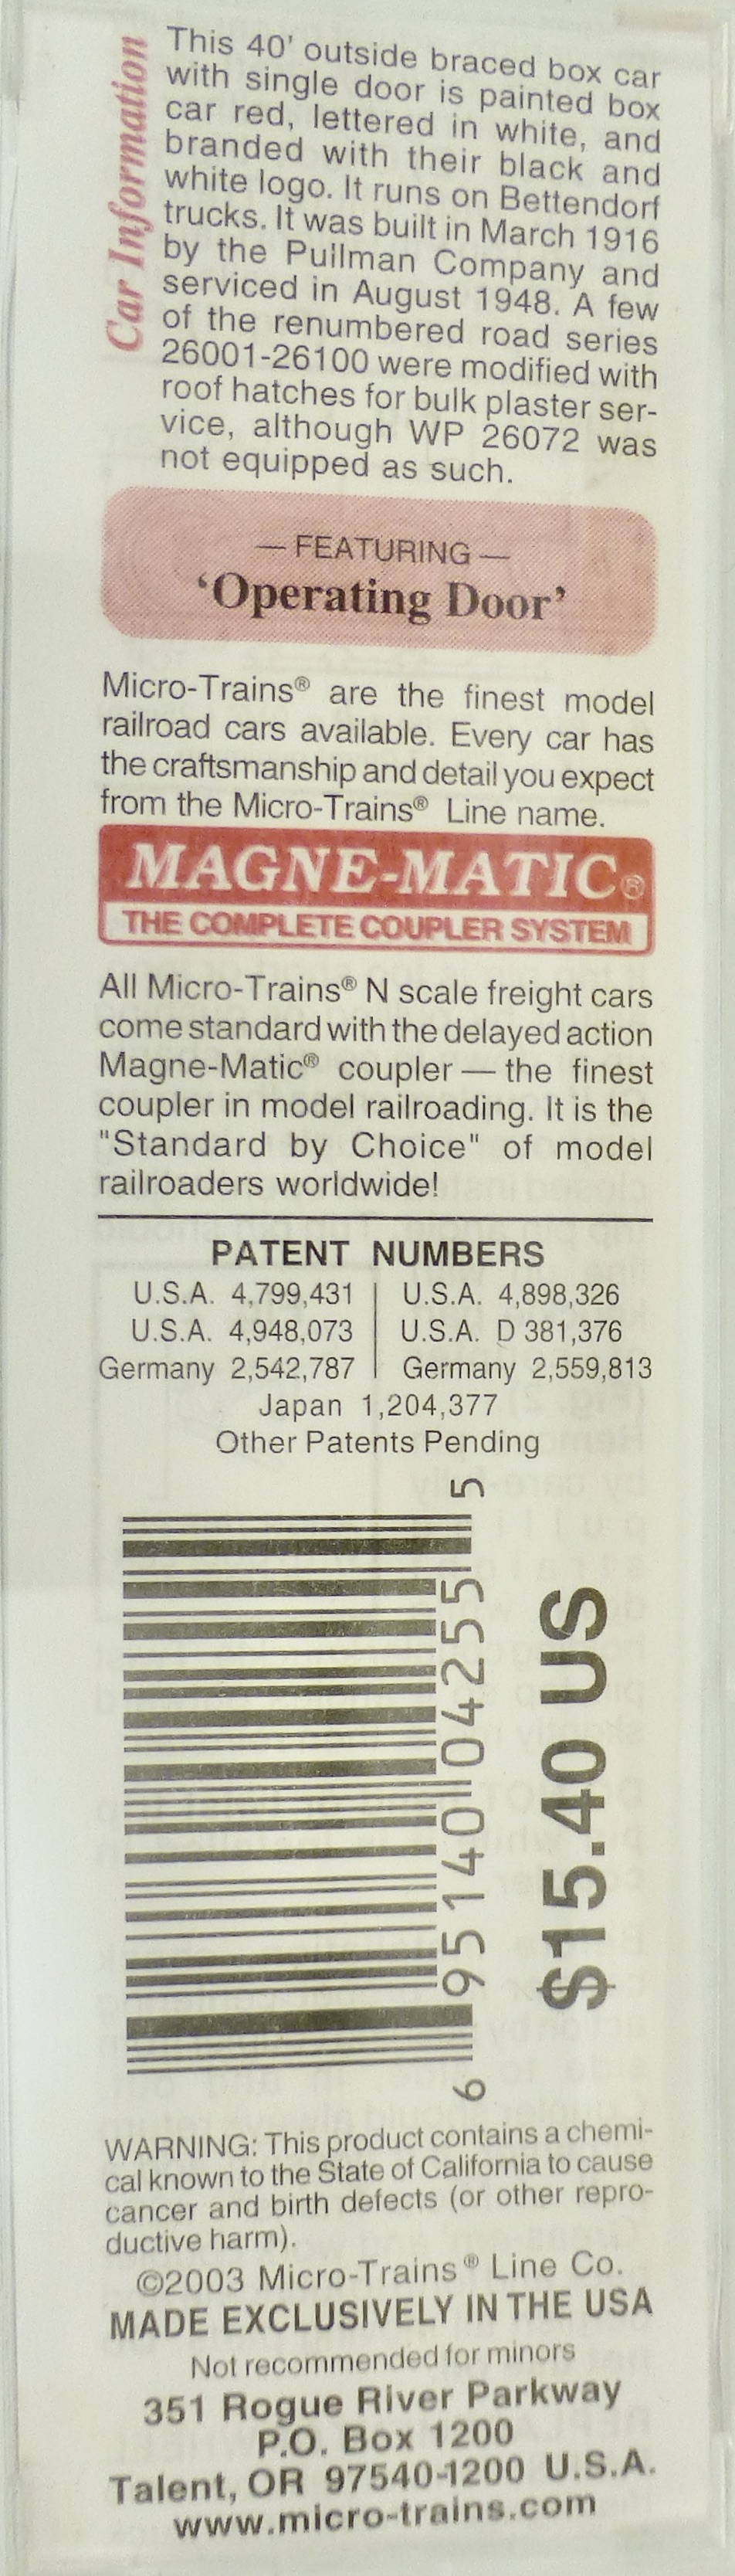 Car Information
This 40' outside braced box car
with single door is painted box
car red, lettered in white, and
branded with their black and
white logo. It runs on Bettendorf
trucks. It was built in March 1916
by the Pullman Company and
serviced in August 1948. A few
of the renumbered road series
26001-26100 were modified with
roof hatches for bulk plaster ser-
vice, although WP 26072 was
not equipped as such.
— FEATURING —
‘Operating Door’
Micro-Trains® are the finest model
railroad cars available. Every car has
the craftsmanship and detail you expect
from the Micro-Trains® Line name.
MAGNE-MATIC®
THE COMPLETE COUPLER SYSTEM
All Micro-Trains® N scale freight cars
come standard with the delayed action
Magne-Matic® coupler — the finest
coupler in model railroading. It is the
"Standard by Choice" of model
railroaders worldwide!
PATENT NUMBERS
U.S.A. 4,799,431 | U.S.A. 4,898,326
U.S.A. 4,948,073 | U.S.A. D 381,376
Germany 2,542,787 | Germany 2,559,813
Japan 1,204,377
Other Patents Pending
6 95140 04255 5
$15.40 US
WARNING: This product contains a chemi-
cal known to the State of California to cause
cancer and birth defects (or other repro-
ductive harm).
©2003 Micro-Trains® Line Co.
MADE EXCLUSIVELY IN THE USA
Not recommended for minors
351 Rogue River Parkway
P.O. Box 1200
Talent, OR 97540-1200 U.S.A.
www.micro-trains.com